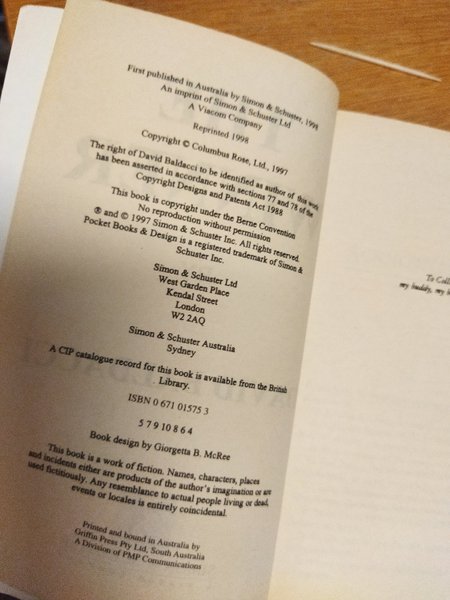 First published in Australia by Simon & Schuster, 1998
An imprint of Simon & Schuster Ltd
A Viacom Company
Reprinted 1998
Copyright © Columbus Rose, Ltd., 1997
The right of David Baldacci to be identified as author of this work
has been asserted in accordance with sections 77 and 78 of the
Copyright Designs and Patents Act 1988
This book is copyright under the Berne Convention
No reproduction without permission
® and © 1997 Simon & Schuster Inc. All rights reserved.
Pocket Books & Design is a registered trademark of Simon &
Schuster Inc.
Simon & Schuster Ltd
West Garden Place
Kendal Street
London
W2 2AQ
Simon & Schuster Australia
Sydney
A CIP catalogue record for this book is available from the British
Library.
ISBN 0 671 01575 3
5 7 9 10 8 6 4
Book design by Giorgetta B. McRee
This book is a work of fiction. Names, characters, places
and incidents either are products of the author's imagination or are
used fictitiously. Any resemblance to actual people living or dead,
events or locales is entirely coincidental.
Printed and bound in Australia by
Griffin Press Pty Ltd, South Australia
A Division of PMP Communications
To
my buddy, my